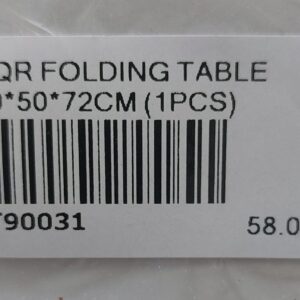 QR FOLDING TABLE
*50*72CM (1PCS)
90031
58.0